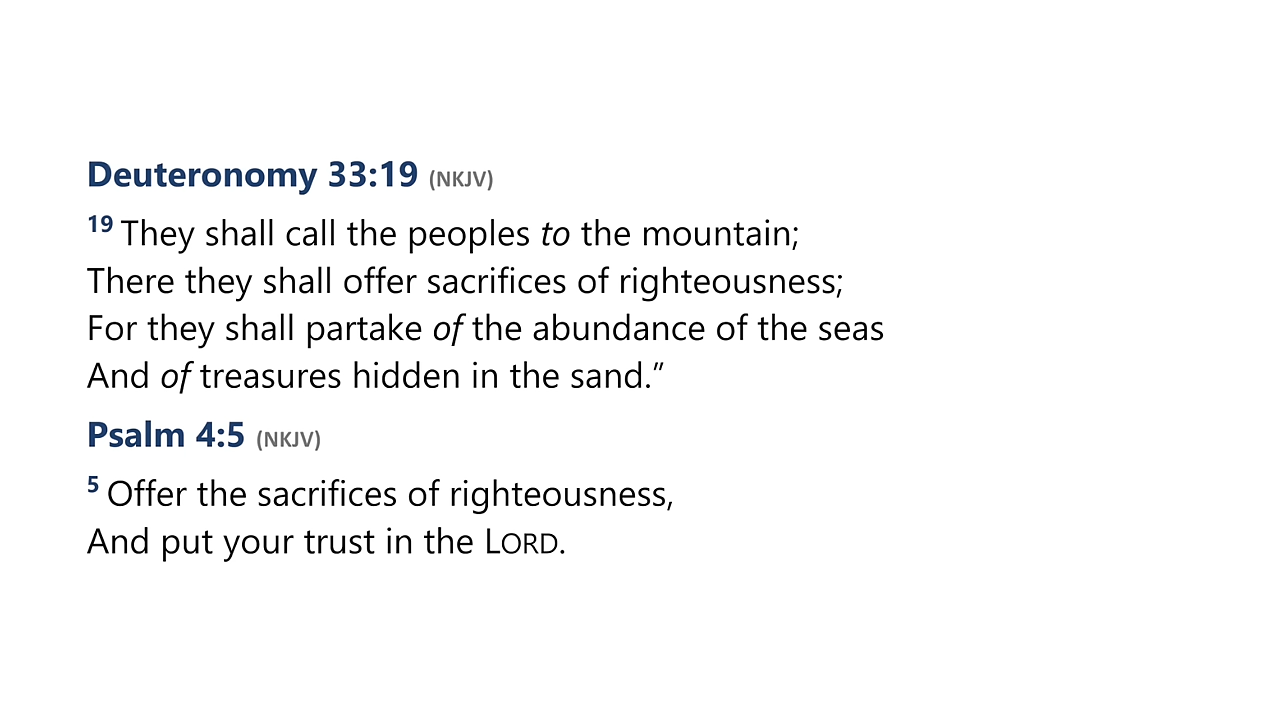 Deuteronomy 33:19 (NKJV)
19 They shall call the peoples to the mountain;
There they shall offer sacrifices of righteousness;
For they shall partake of the abundance of the seas
And of treasures hidden in the sand.”
Psalm 4:5 (NKJV)
5 Offer the sacrifices of righteousness,
And put your trust in the LORD.